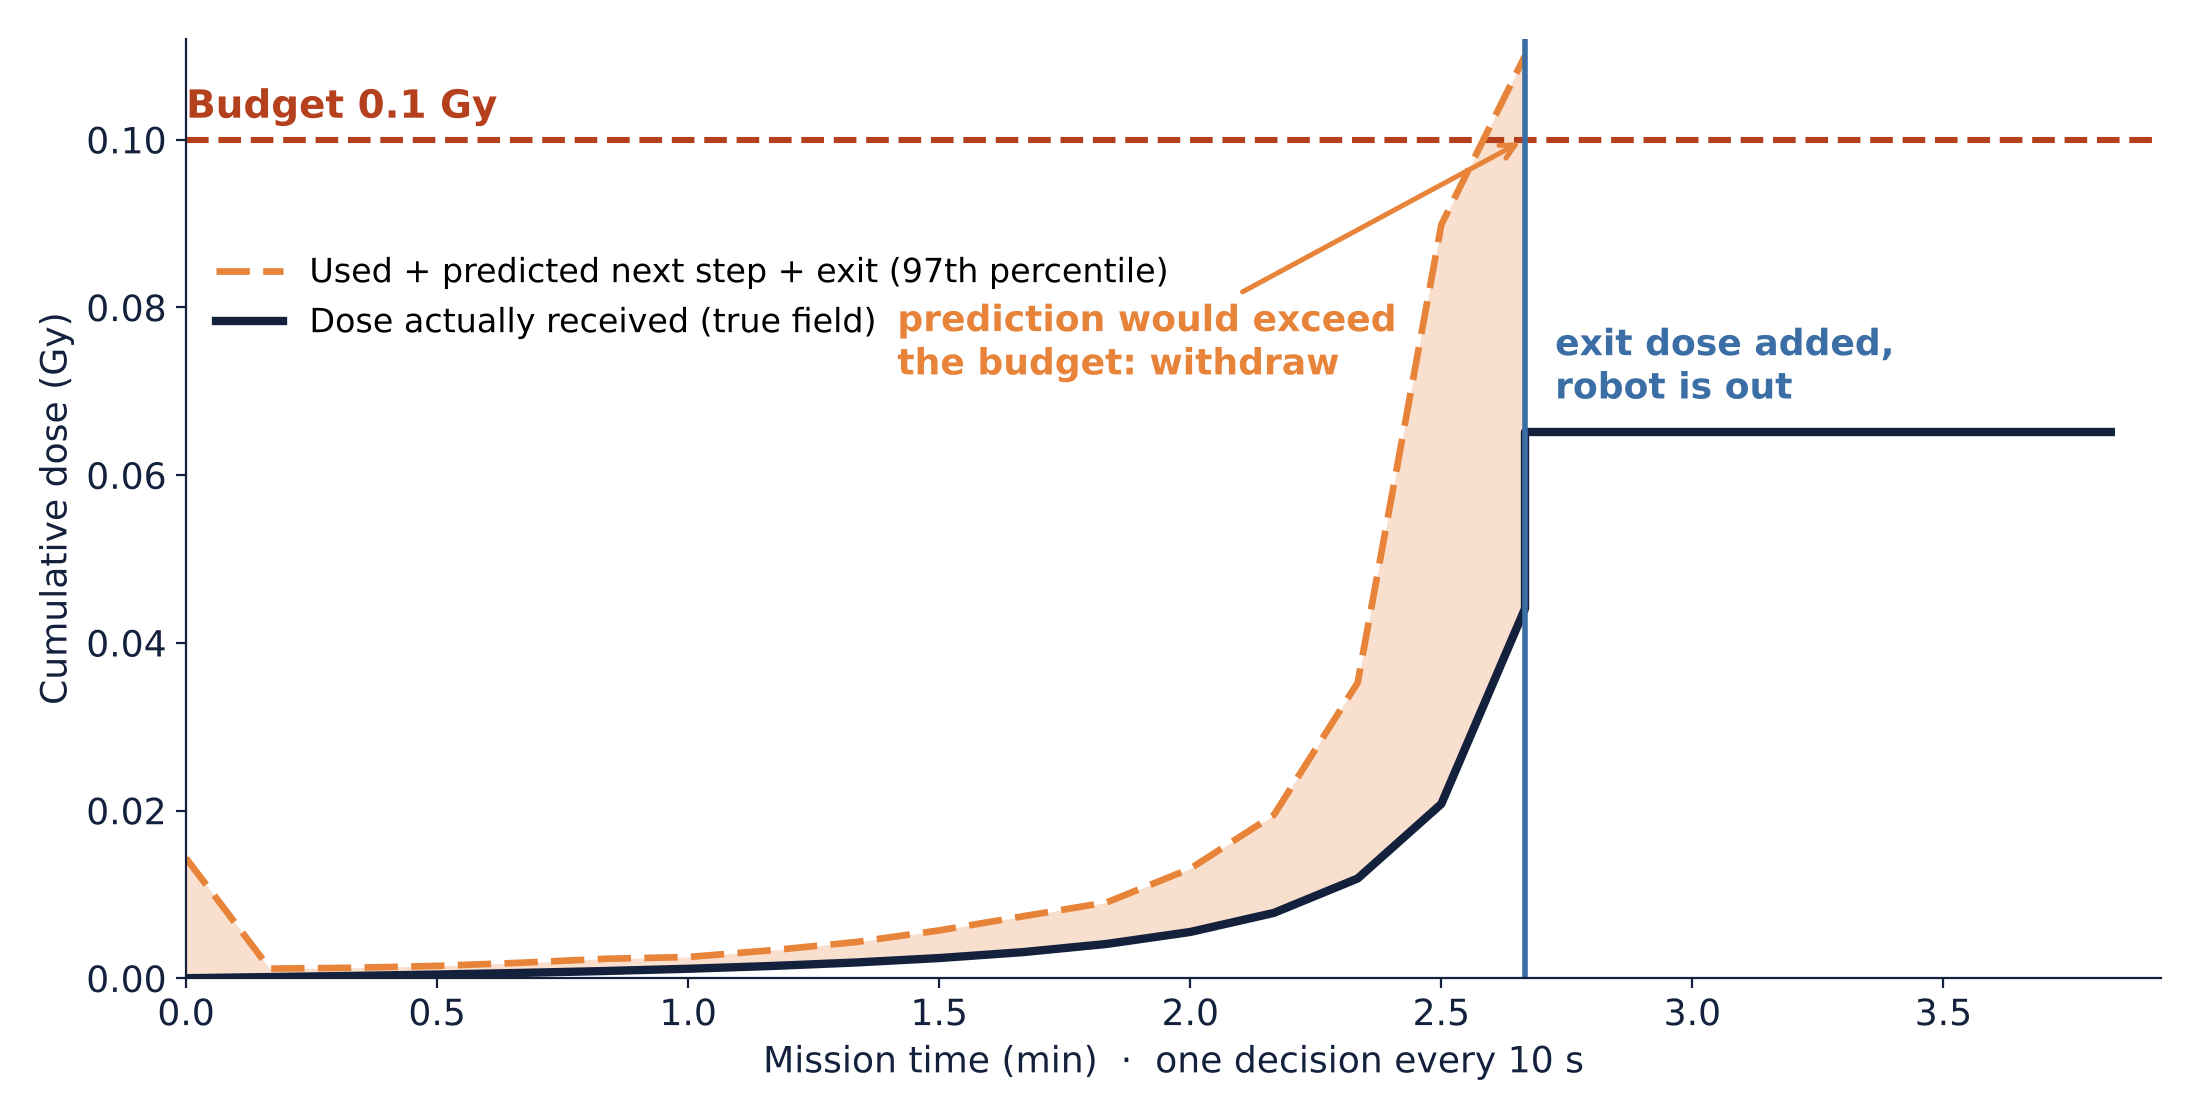 Budget 0.1 Gy
Used + predicted next step + exit (97th percentile)
Dose actually received (true field)
prediction would exceed
the budget: withdraw
exit dose added,
robot is out
Cumulative dose (Gy)
0.10
0.08
0.06
0.04
0.02
0.00
0.0 0.5 1.0 1.5 2.0 2.5 3.0 3.5
Mission time (min) · one decision every 10 s